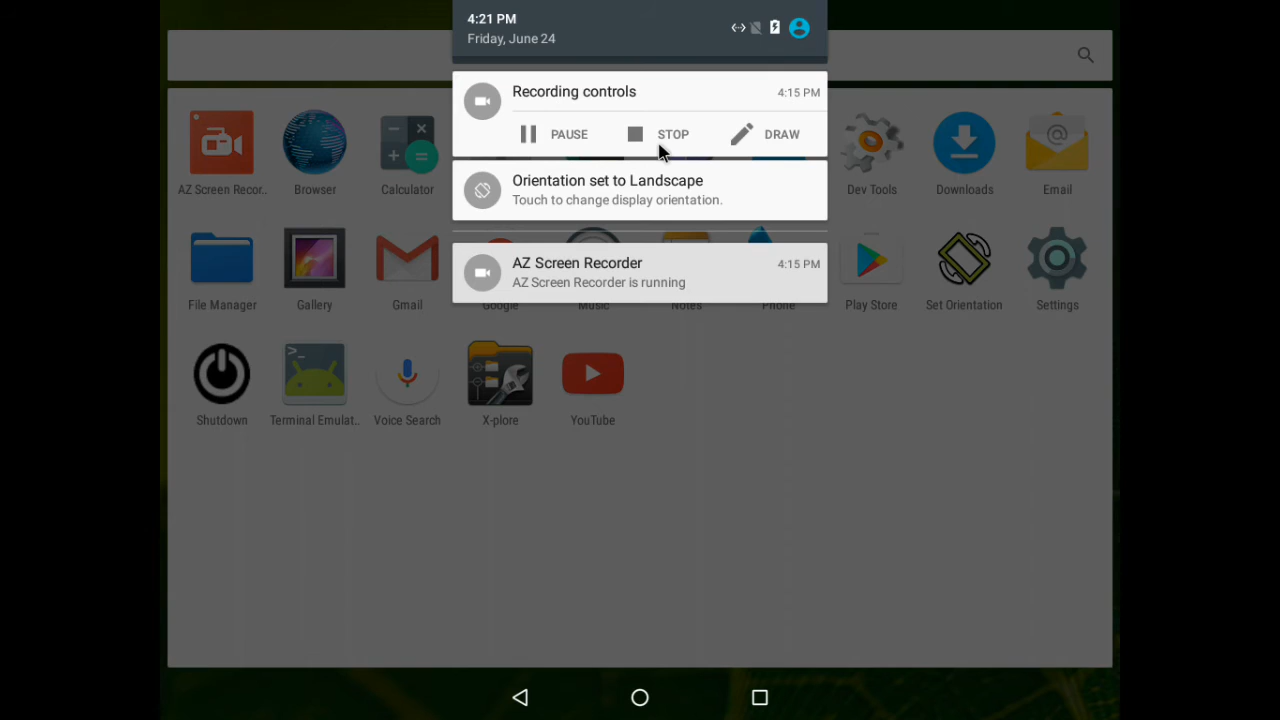 4:21 PM
Friday, June 24
Recording controls 4:15 PM
PAUSE STOP DRAW
Orientation set to Landscape
Touch to change display orientation.
AZ Screen Recorder 4:15 PM
AZ Screen Recorder is running
AZ Screen Recor.. Browser Calculator Dev Tools Downloads Email
File Manager Gallery Gmail Google Music Notes Phone Play Store Set Orientation Settings
Shutdown Terminal Emulat.. Voice Search X-plore YouTube